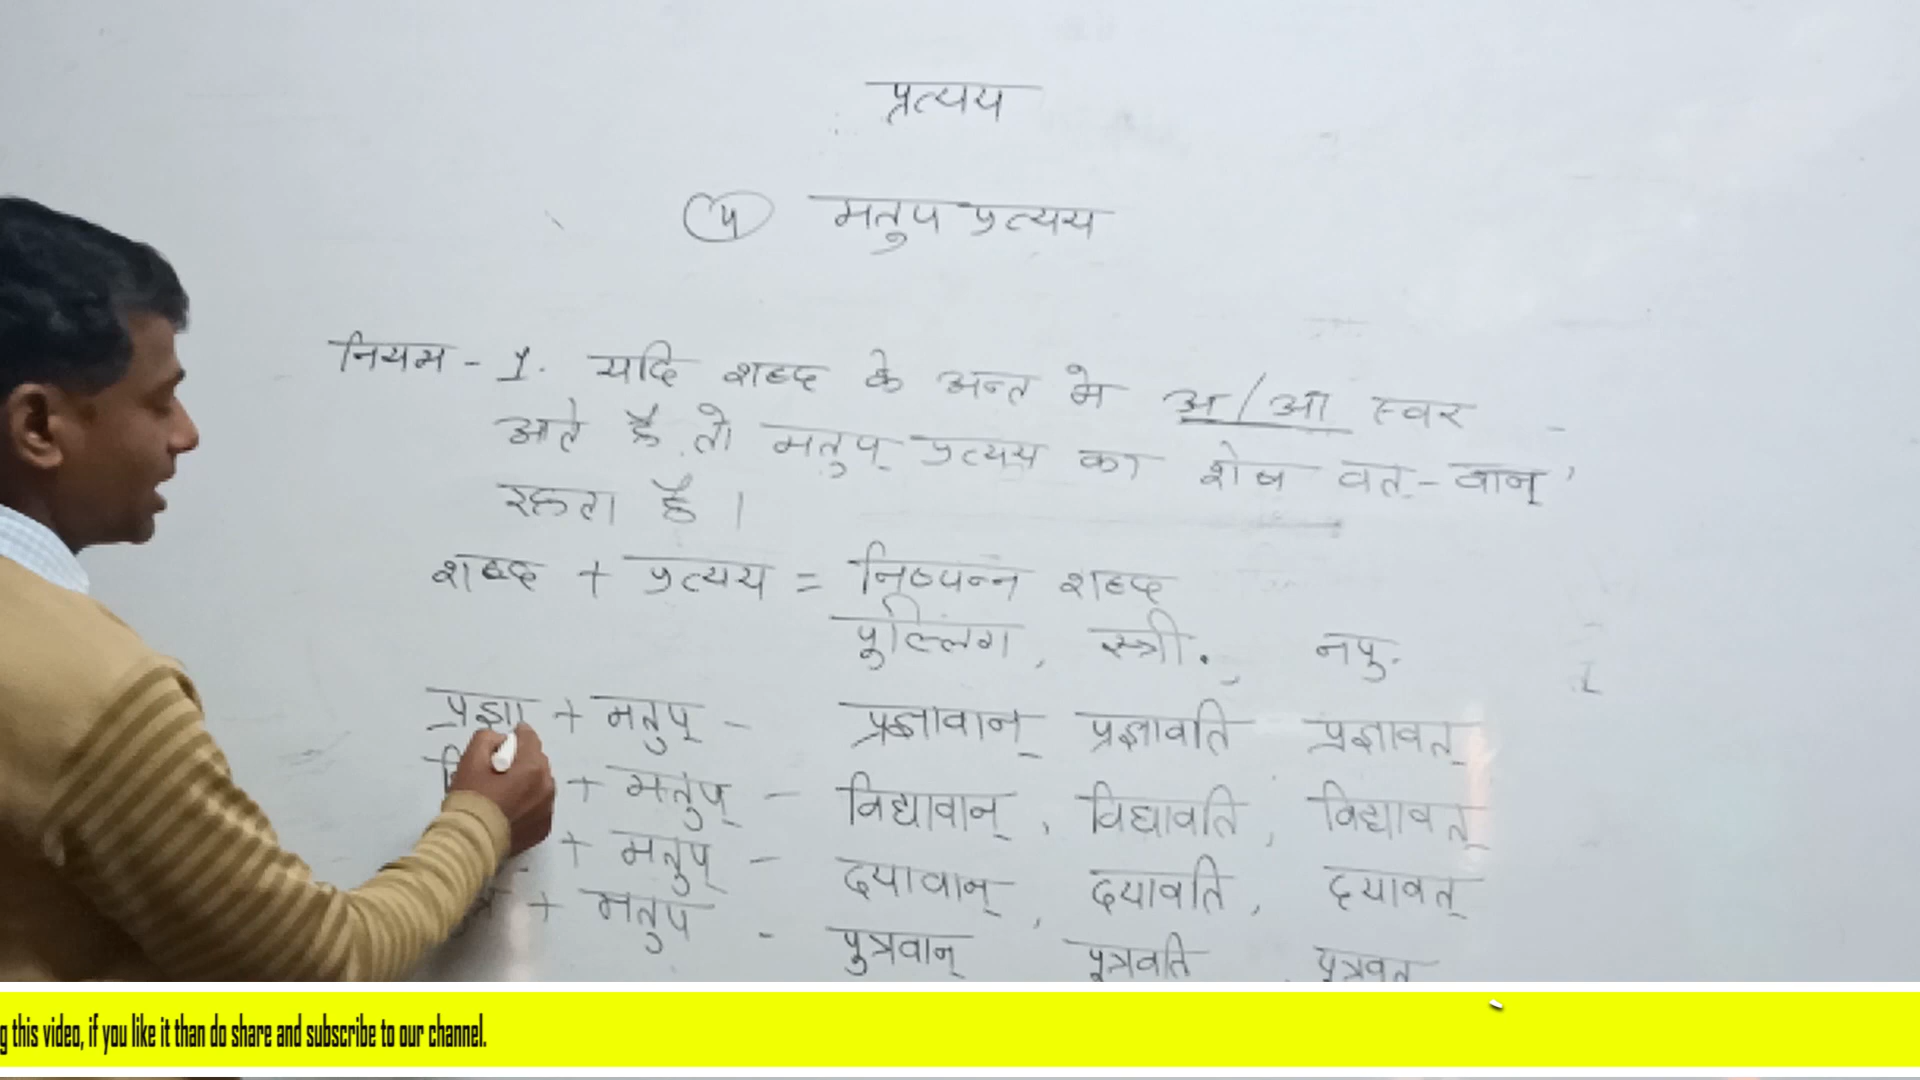 प्रत्यय
५ मतुप प्रत्यय
नियम - 1. यदि शब्द के अन्त मे अ/आ स्वर
आते है तो मतुप् प्रत्यय का शेष वत्-वान्
रहता है ।
शब्द + प्रत्यय = निष्पन्न शब्द
पुल्लिंग, स्त्री. नपु.
प्रज्ञा + मतुप् - प्रज्ञावान् प्रज्ञावति प्रज्ञावत्
+ मतुप् - विद्यावान्, विद्यावति, विद्यावत्
+ मतुप् - दयावान्, दयावति, दयावत्
+ मतुप - पुत्रवान् पुत्रवति पुत्रवत
g this video, if you like it than do share and subscribe to our channel.